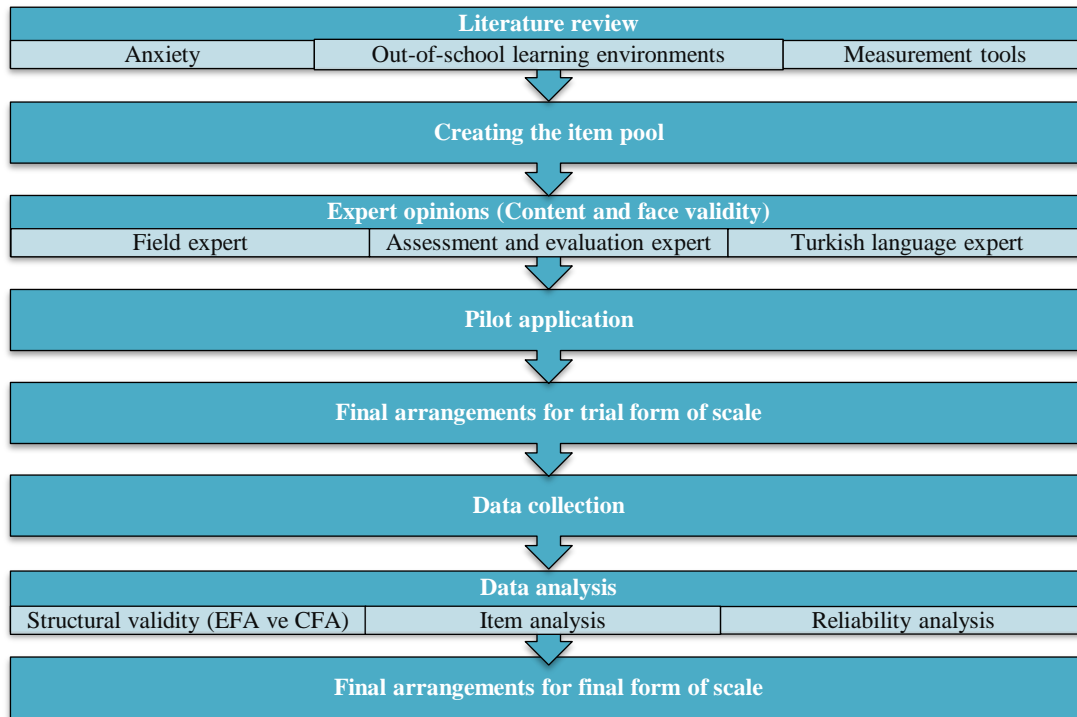 Literature review
Anxiety
Out-of-school learning environments
Measurement tools
Creating the item pool
Expert opinions (Content and face validity)
Field expert
Assessment and evaluation expert
Turkish language expert
Pilot application
Final arrangements for trial form of scale
Data collection
Data analysis
Structural validity (EFA ve CFA)
Item analysis
Reliability analysis
Final arrangements for final form of scale